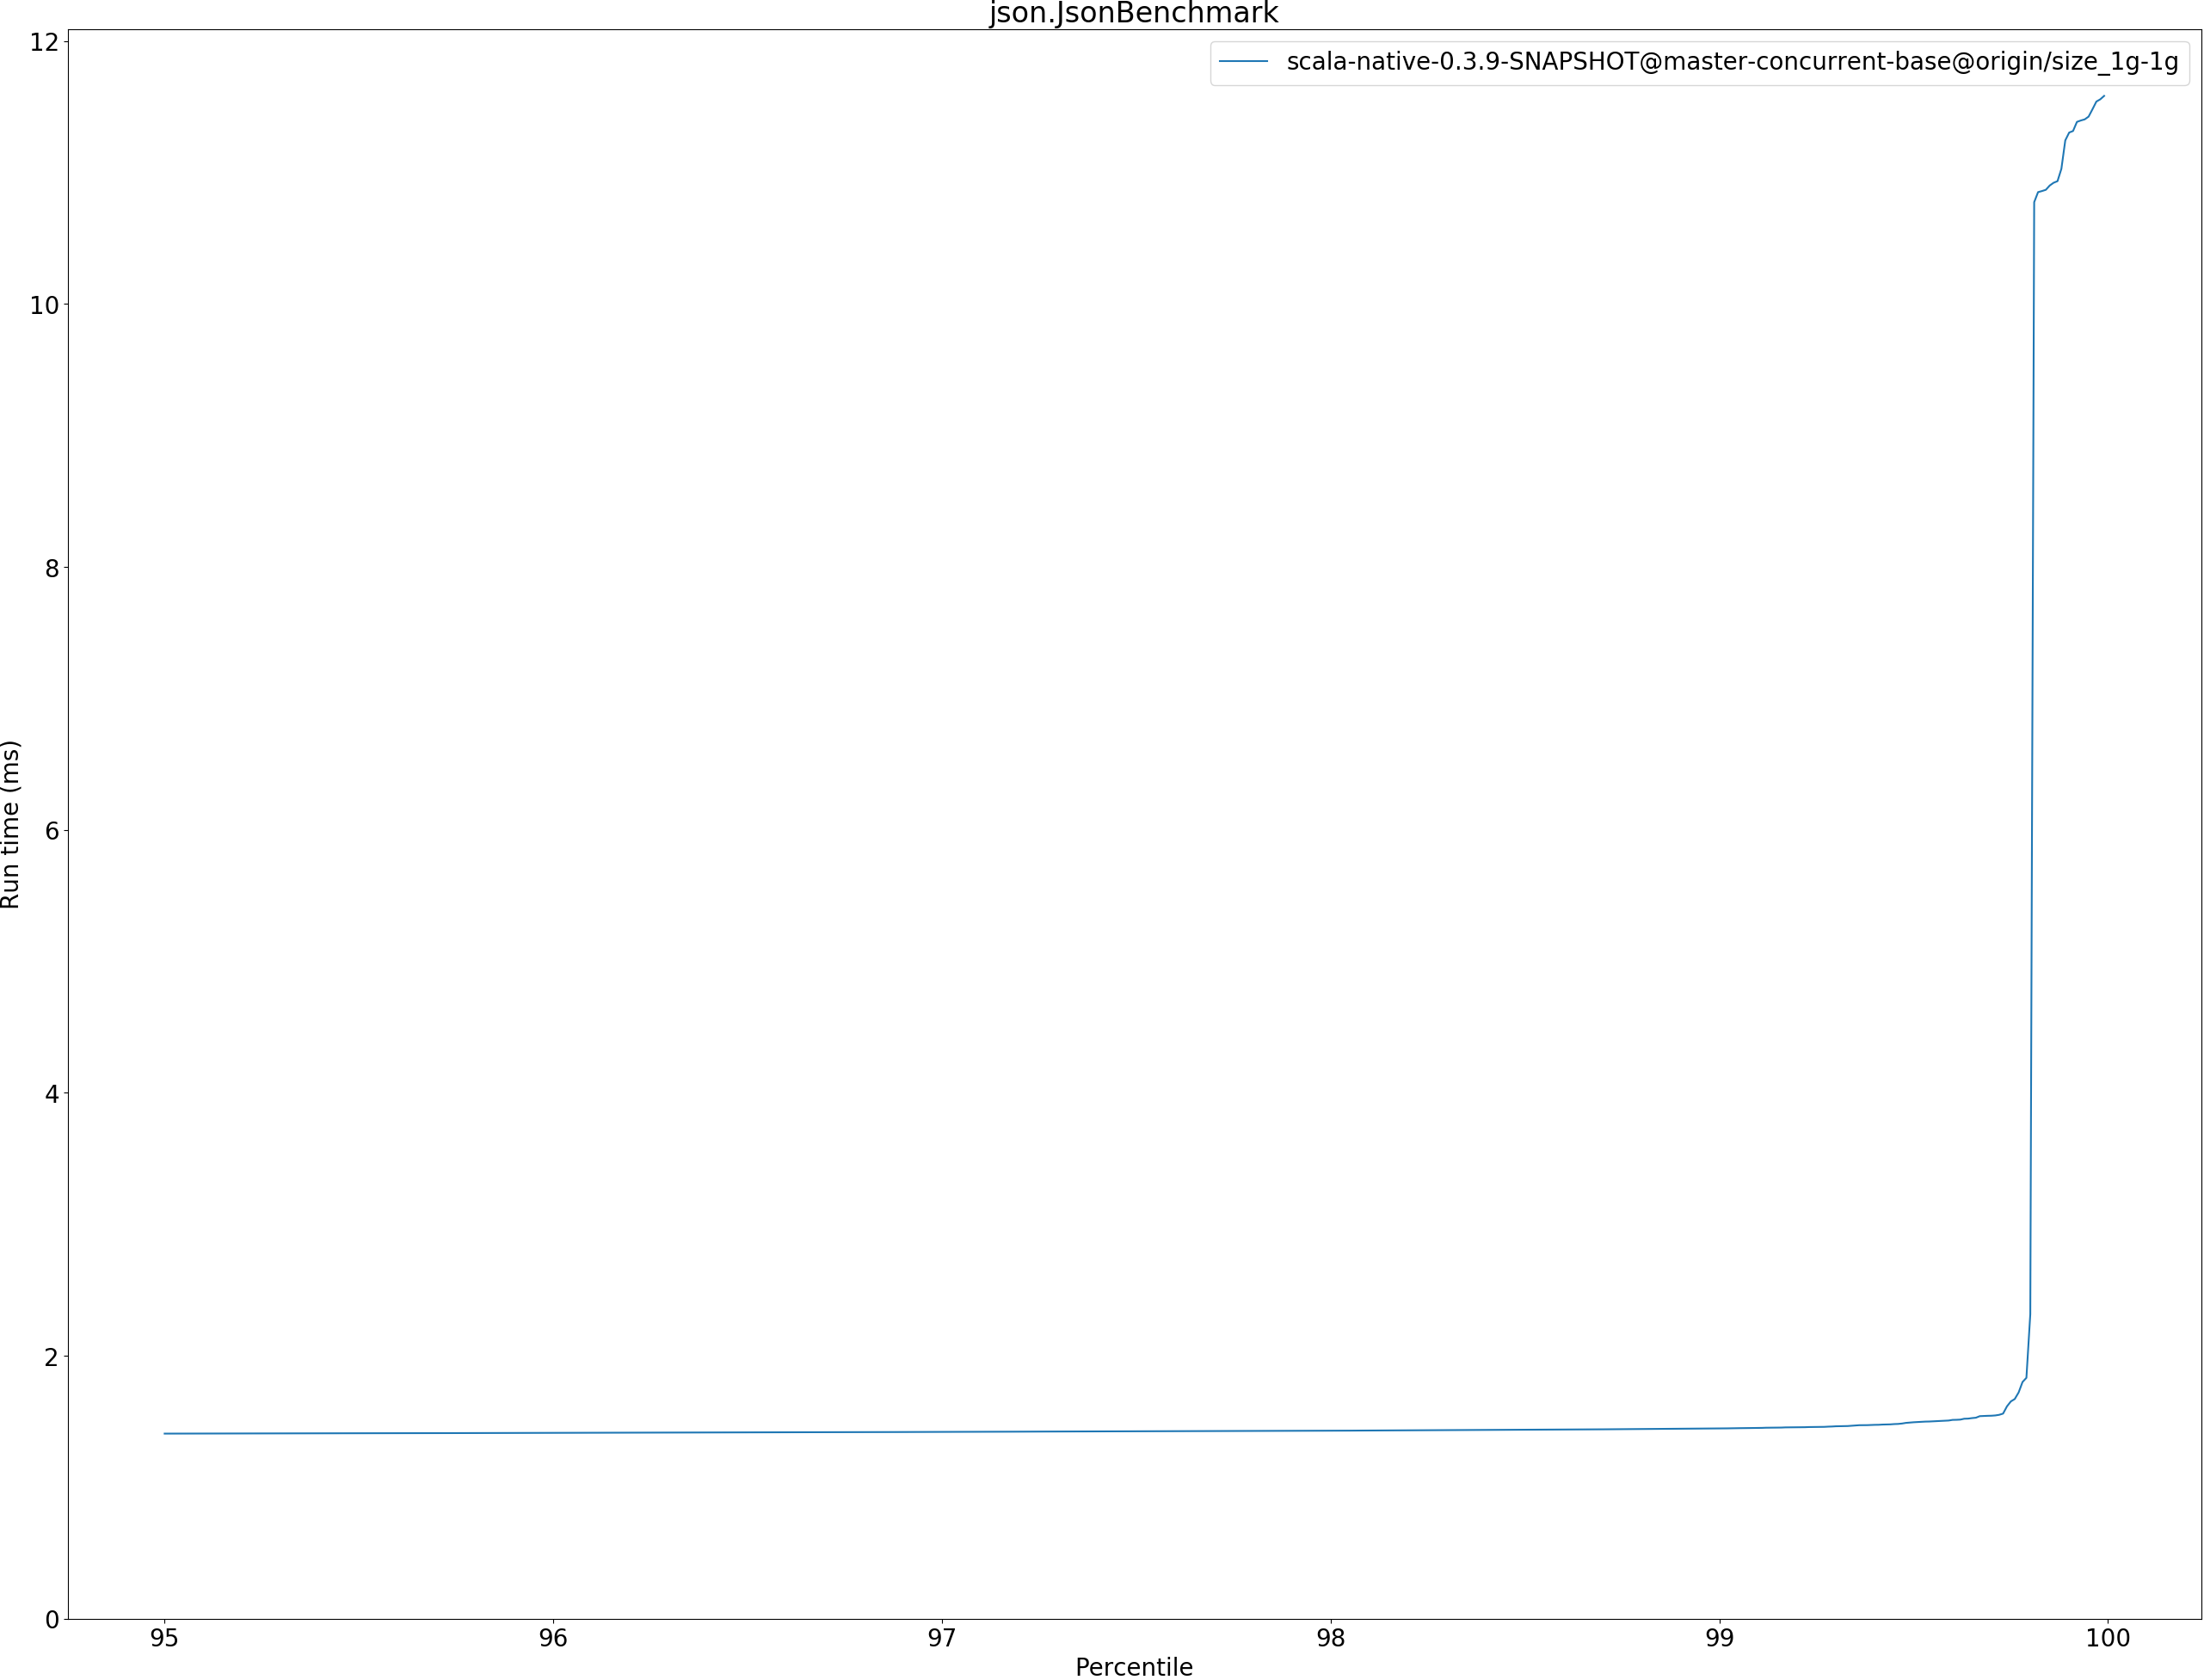 json.JsonBenchmark
scala-native-0.3.9-SNAPSHOT@master-concurrent-base@origin/size_1g-1g
12
10
8
6
4
2
0
Run time (ms)
95 96 97 98 99 100
Percentile